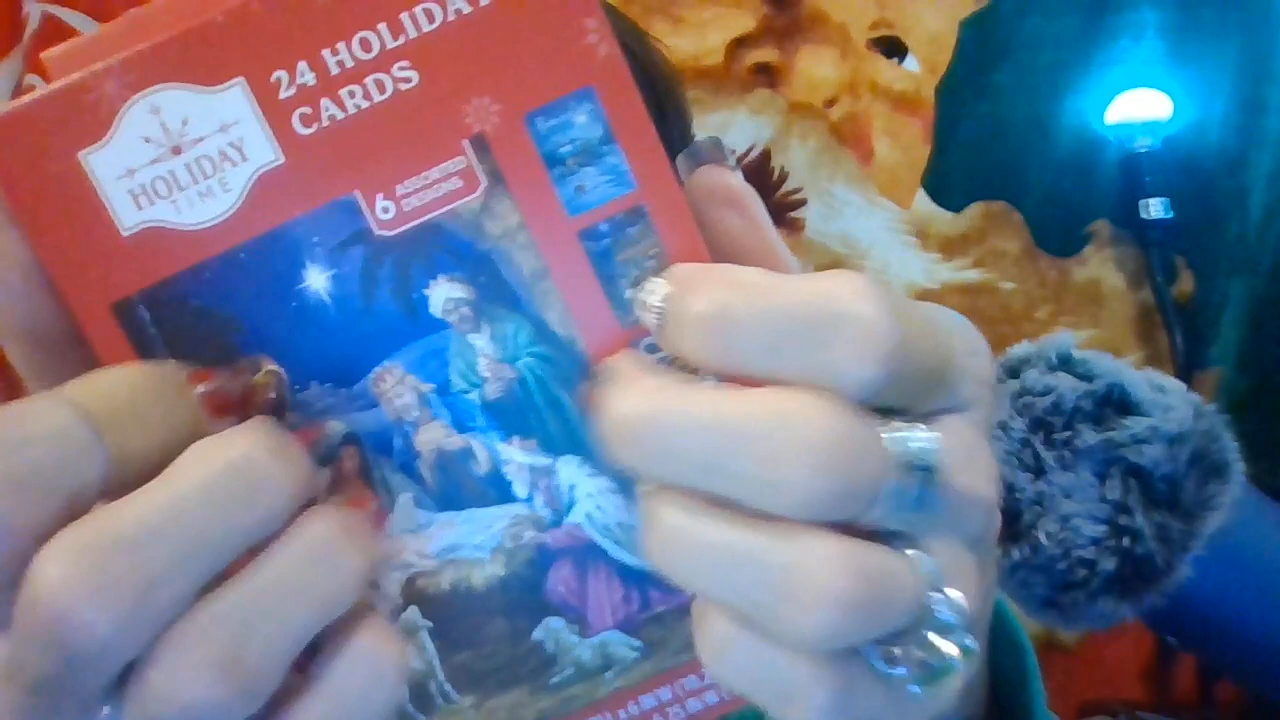 24 HOLIDAY
CARDS
HOLIDAY
TIME
6 ASSORTED
DESIGNS